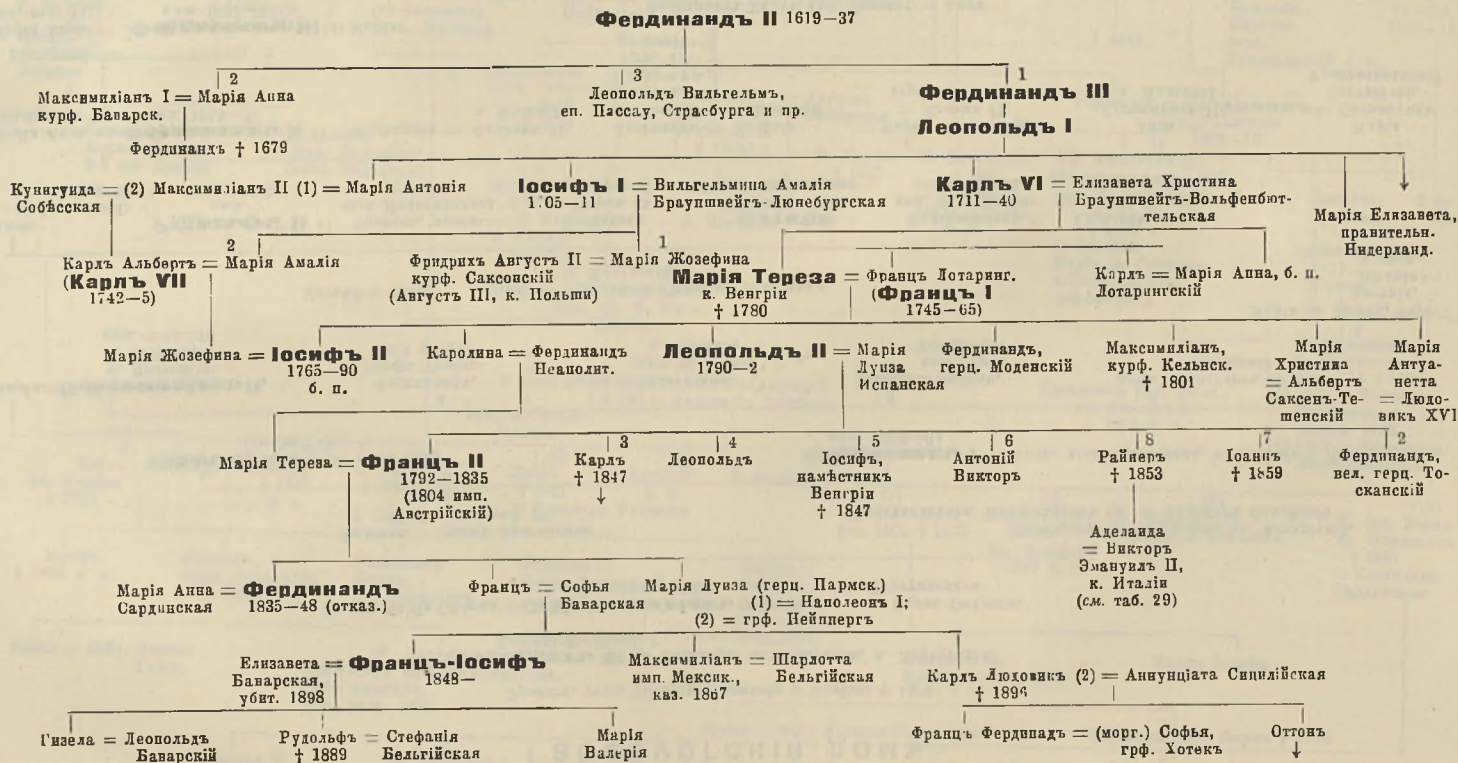 Фердинандъ II 1619—37
2
3
1
Максимиліанъ I = Марія Анна
курф. Баварск.
Леопольдъ Вильгельмъ,
еп. Пассау, Страсбурга и пр.
Фердинандъ III
Леопольдъ I
Фердинандъ † 1679
Кунигунда = (2) Максимиліанъ II (1) = Марія Антонія
Собѣсская
Іосифъ I = Вильгельмина Амалія
1705—11 Брауншвейгъ-Люнебургская
Карлъ VI = Елизавета Христина
1711—40 Брауншвейгъ-Вольфенбют-
тельская
Марія Елизавета,
правительн.
Нидерланд.
2
1
Карлъ Альбертъ = Марія Амалія
(Карлъ VII
1742—5)
Фридрихъ Августъ II = Марія Жозефина
курф. Саксонскій
(Августъ III, к. Польши)
Марія Тереза = Францъ Лотаринг.
к. Венгріи (Францъ I
† 1780 1745—65)
Карлъ = Марія Анна, б. п.
Лотарингскій
Марія Жозефина = Іосифъ II
1765—90
б. п.
Каролина = Фердинандъ
Неаполит.
Леопольдъ II = Марія
1790—2 Луиза
Испанская
Фердинандъ,
герц. Моденскій
Максимиліанъ,
курф. Кельнск.
† 1801
Марія
Христина
= Альбертъ
Саксенъ-Те-
шенскій
Марія
Антуа-
нетта
= Людо-
викъ XVI
3
4
5
6
8
7
2
Марія Тереза = Францъ II
1792—1835
(1804 имп.
Австрійскій)
Карлъ
† 1847
Леопольдъ
Іосифъ,
намѣстникъ
Венгріи
† 1847
Антоній
Викторъ
Райнеръ
† 1853
Іоаннъ
† 1859
Фердинандъ,
вел. герц. То-
сканскій
Аделаида
= Викторъ
Эмануилъ II,
к. Италіи
(см. таб. 29)
Марія Анна = Фердинандъ
Сардинская 1835—48 (отказ.)
Францъ = Софья
Баварская
Марія Луиза (герц. Пармск.)
(1) = Наполеонъ I;
(2) = грф. Нейппергъ
Елизавета = Францъ-Іосифъ
Баварская, 1848—
убит. 1898
Максимиліанъ = Шарлотта
имп. Мексик., Бельгійская
каз. 1867
Карлъ Людовикъ (2) = Аннунціата Сицилійская
† 1896
Гизела = Леопольдъ
Баварскій
Рудольфъ = Стефанія
† 1889 Бельгійская
Марія
Валерія
Францъ Фердинадъ = (морг.) Софья,
грф. Хотекъ
Оттонъ